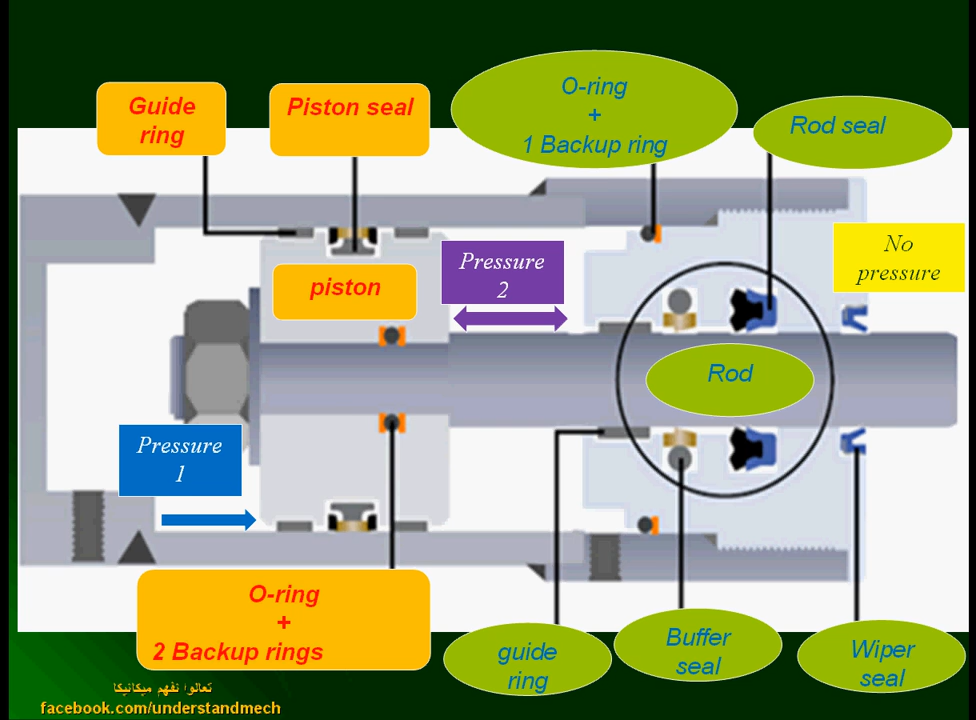 Guide
ring
Piston seal
O-ring
+
1 Backup ring
Rod seal
No
pressure
Pressure
2
piston
Rod
Pressure
1
O-ring
+
2 Backup rings
guide
ring
Buffer
seal
Wiper
seal
تعالوا نفهم ميكانيكا
facebook.com/understandmech